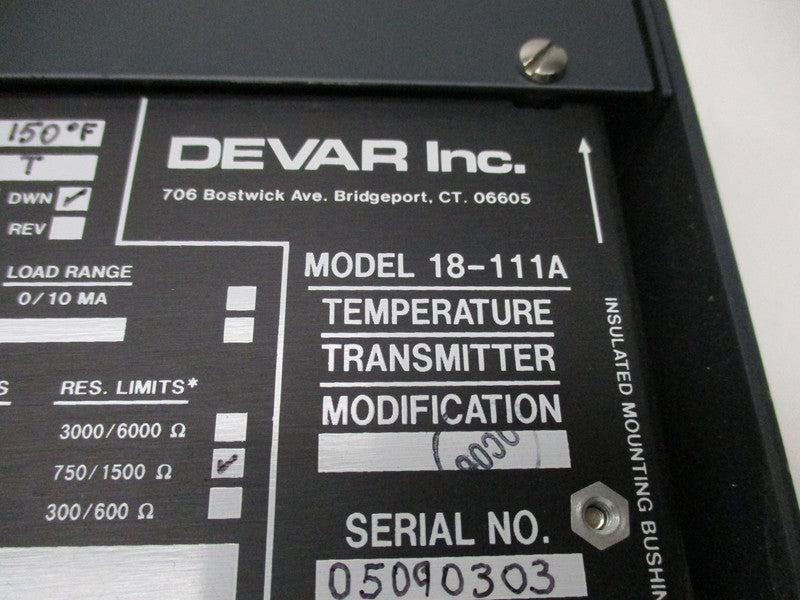 150°F
T
DWN ✓
REV
DEVAR Inc.
706 Bostwick Ave. Bridgeport, CT. 06605
LOAD RANGE
0/10 MA
MODEL 18-111A
TEMPERATURE
TRANSMITTER
MODIFICATION
RES. LIMITS*
3000/6000 Ω
750/1500 Ω ✓
300/600 Ω
SERIAL NO.
05090303
INSULATED MOUNTING